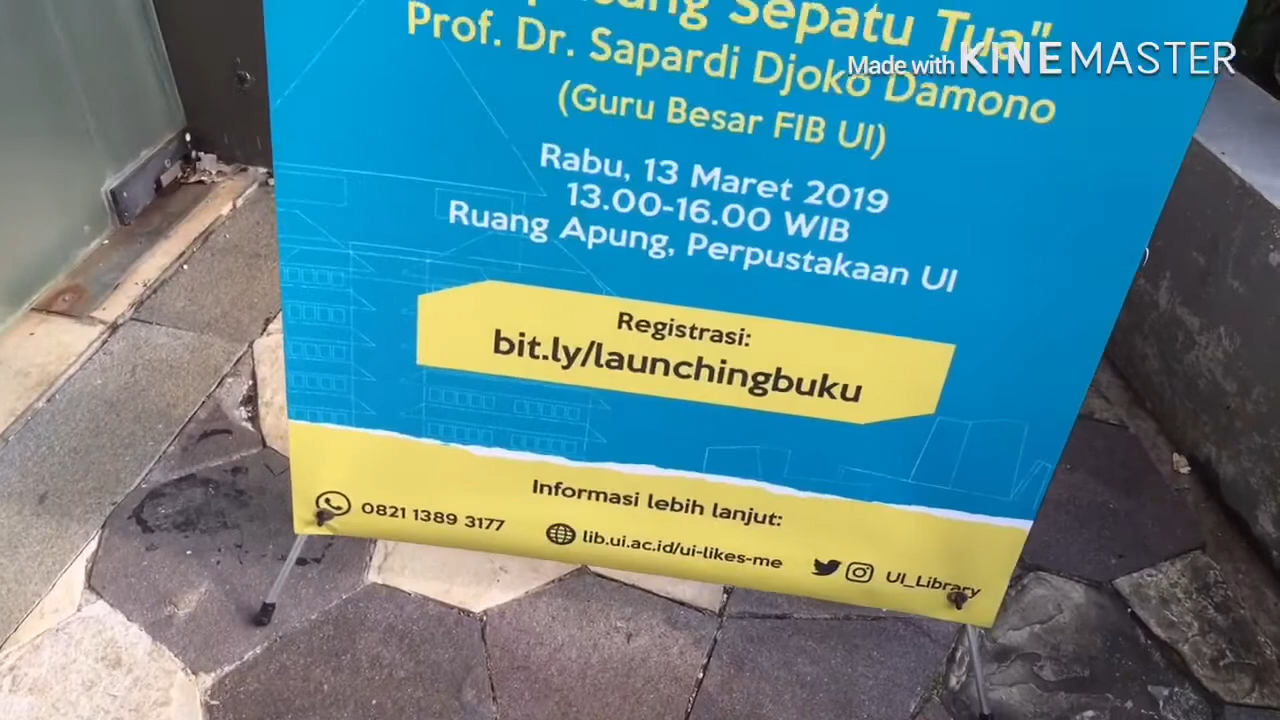 Sepatu Tua"
Prof. Dr. Sapardi Djoko Damono
(Guru Besar FIB UI)
Rabu, 13 Maret 2019
13.00-16.00 WIB
Ruang Apung, Perpustakaan UI
Registrasi:
bit.ly/launchingbuku
Informasi lebih lanjut:
0821 1389 3177
lib.ui.ac.id/ui-likes-me
UI_Library
Made with KINEMASTER